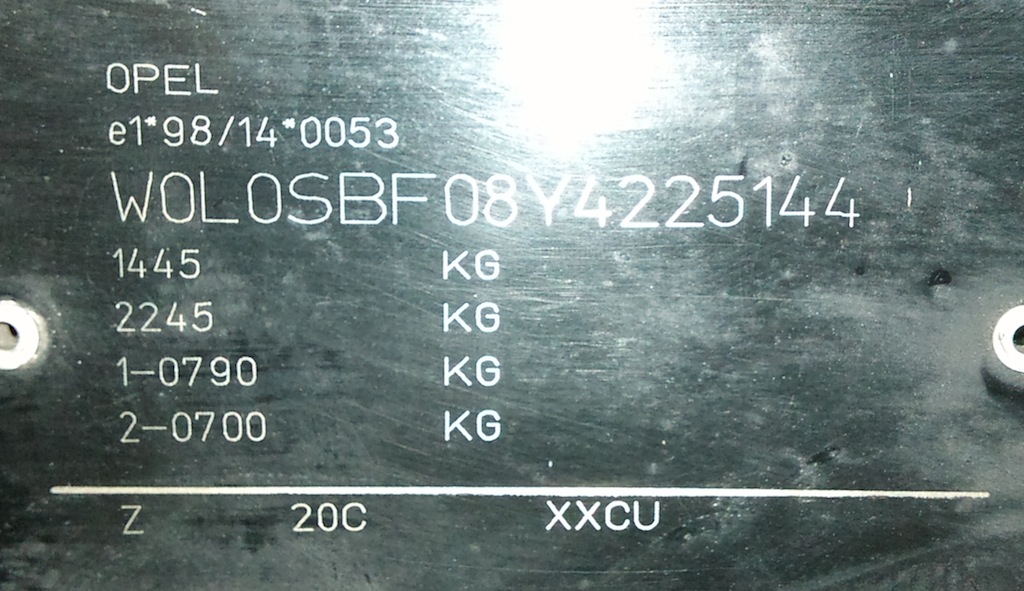 OPEL
e1*98/14*0053
W0L0SBF08Y4225144
1445 KG
2245 KG
1-0790 KG
2-0700 KG
Z 20C XXCU